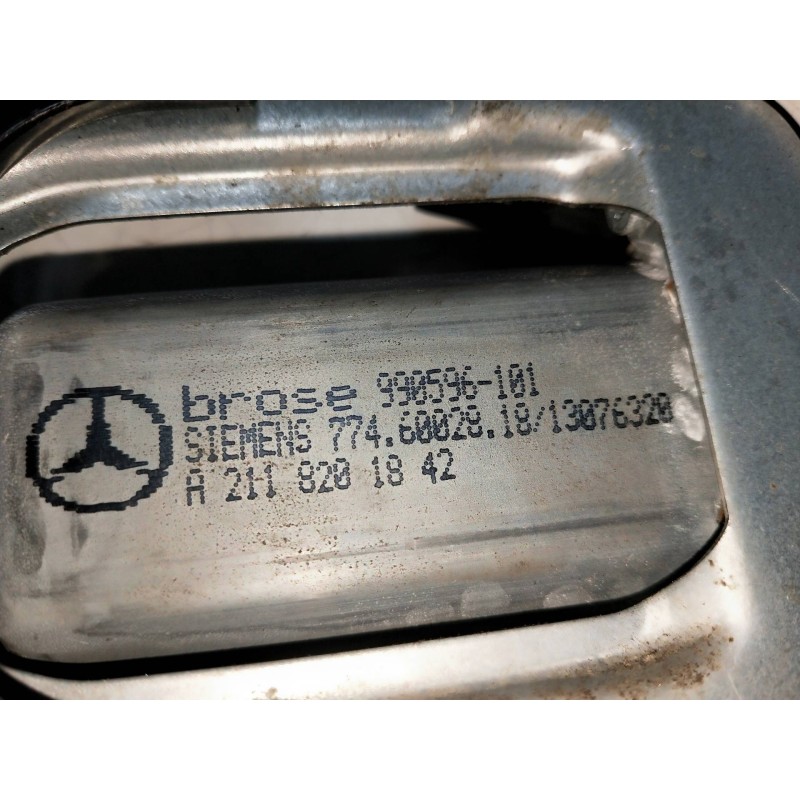 brose 990596-101
SIEMENS 774.60028.18/13076320
A 211 820 18 42